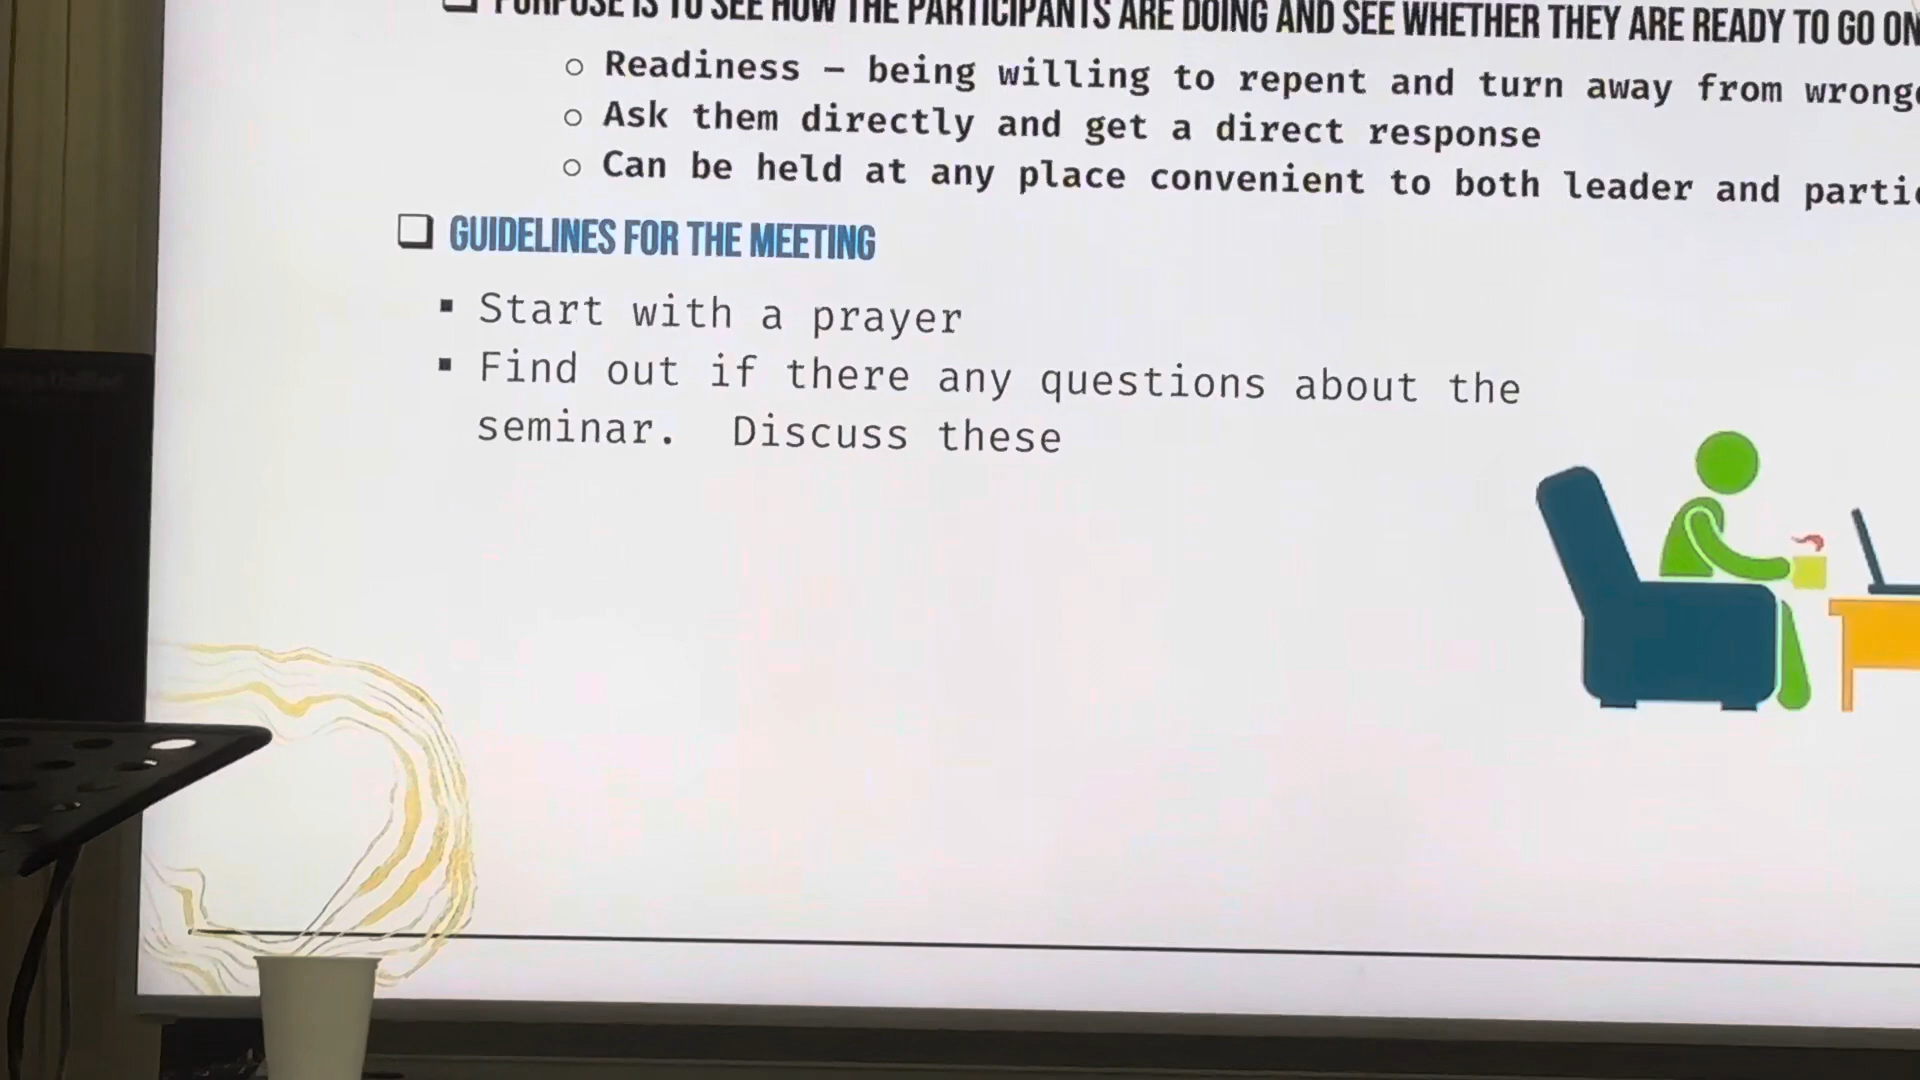 PURPOSE IS TO SEE HOW THE PARTICIPANTS ARE DOING AND SEE WHETHER THEY ARE READY TO GO ON
Readiness – being willing to repent and turn away from
Ask them directly and get a direct response
Can be held at any place convenient to both leader and
GUIDELINES FOR THE MEETING
Start with a prayer
Find out if there any questions about the
seminar. Discuss these